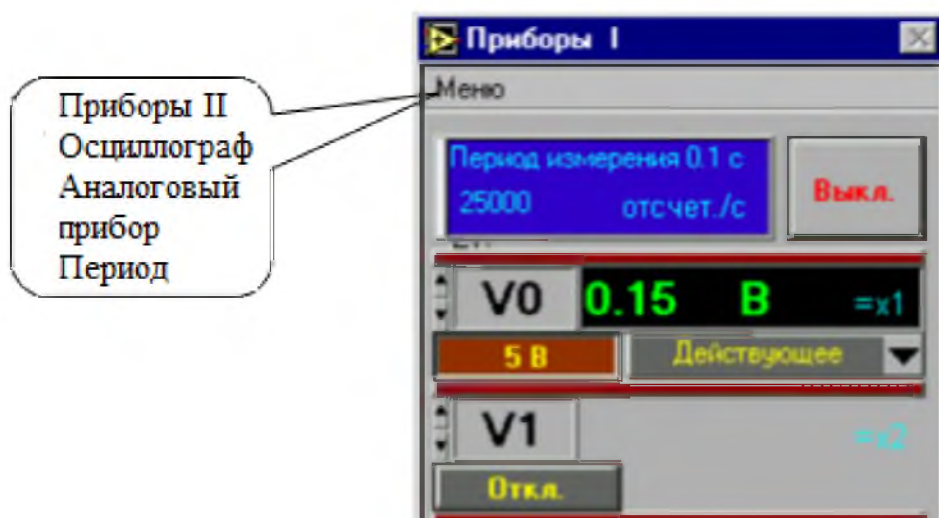 Приборы I
Меню
Приборы II
Осциллограф
Аналоговый
прибор
Период
Период измерения 0.1 с
25000 отсчет./с
Выкл.
V0 0.15 В =x1
5 В Действующее
V1 =x2
Откл.